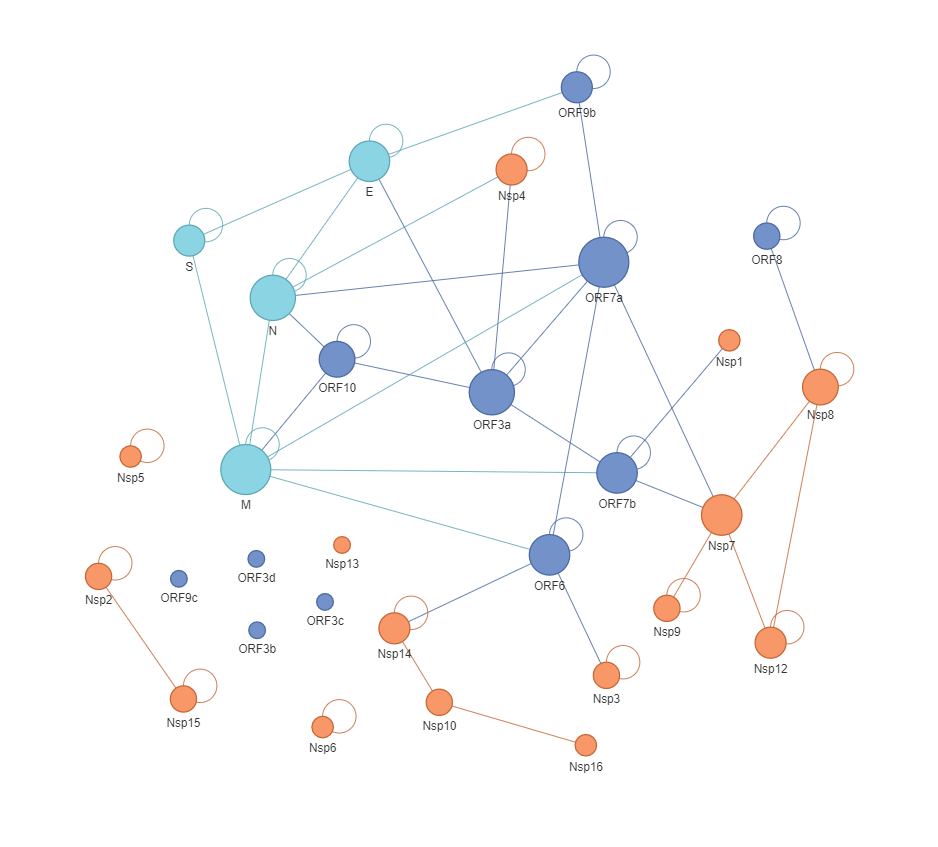 ORF9b
E
Nsp4
S
ORF8
ORF7a
N
Nsp1
ORF10
Nsp8
ORF3a
Nsp5
M
ORF7b
Nsp7
Nsp13
ORF3d
ORF6
ORF9c
Nsp2
ORF3c
Nsp9
ORF3b
Nsp14
Nsp12
Nsp3
Nsp15
Nsp10
Nsp6
Nsp16